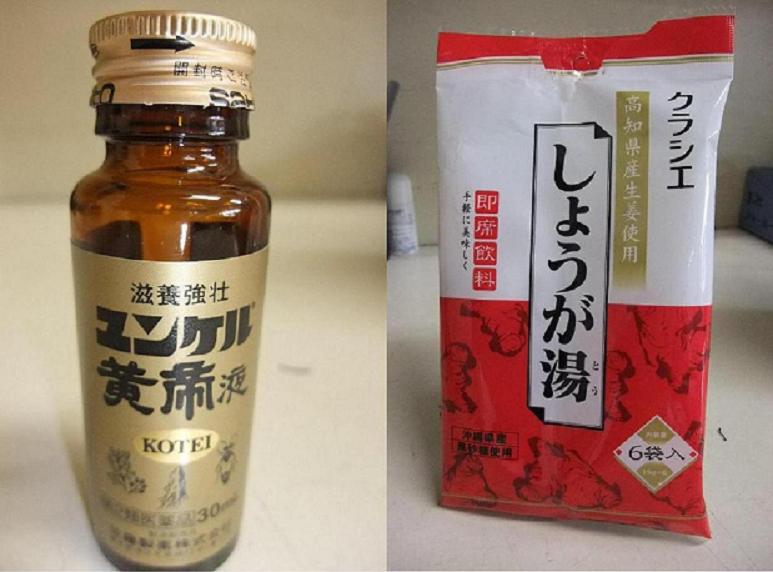 開封時
滋養強壮
ユンケル
黄帝液
KOTEI
30ml
クラシエ
高知県産生姜使用
しょうが湯
とう
即席飲料
手軽に美味しく
沖縄県産
黒砂糖使用
6袋入